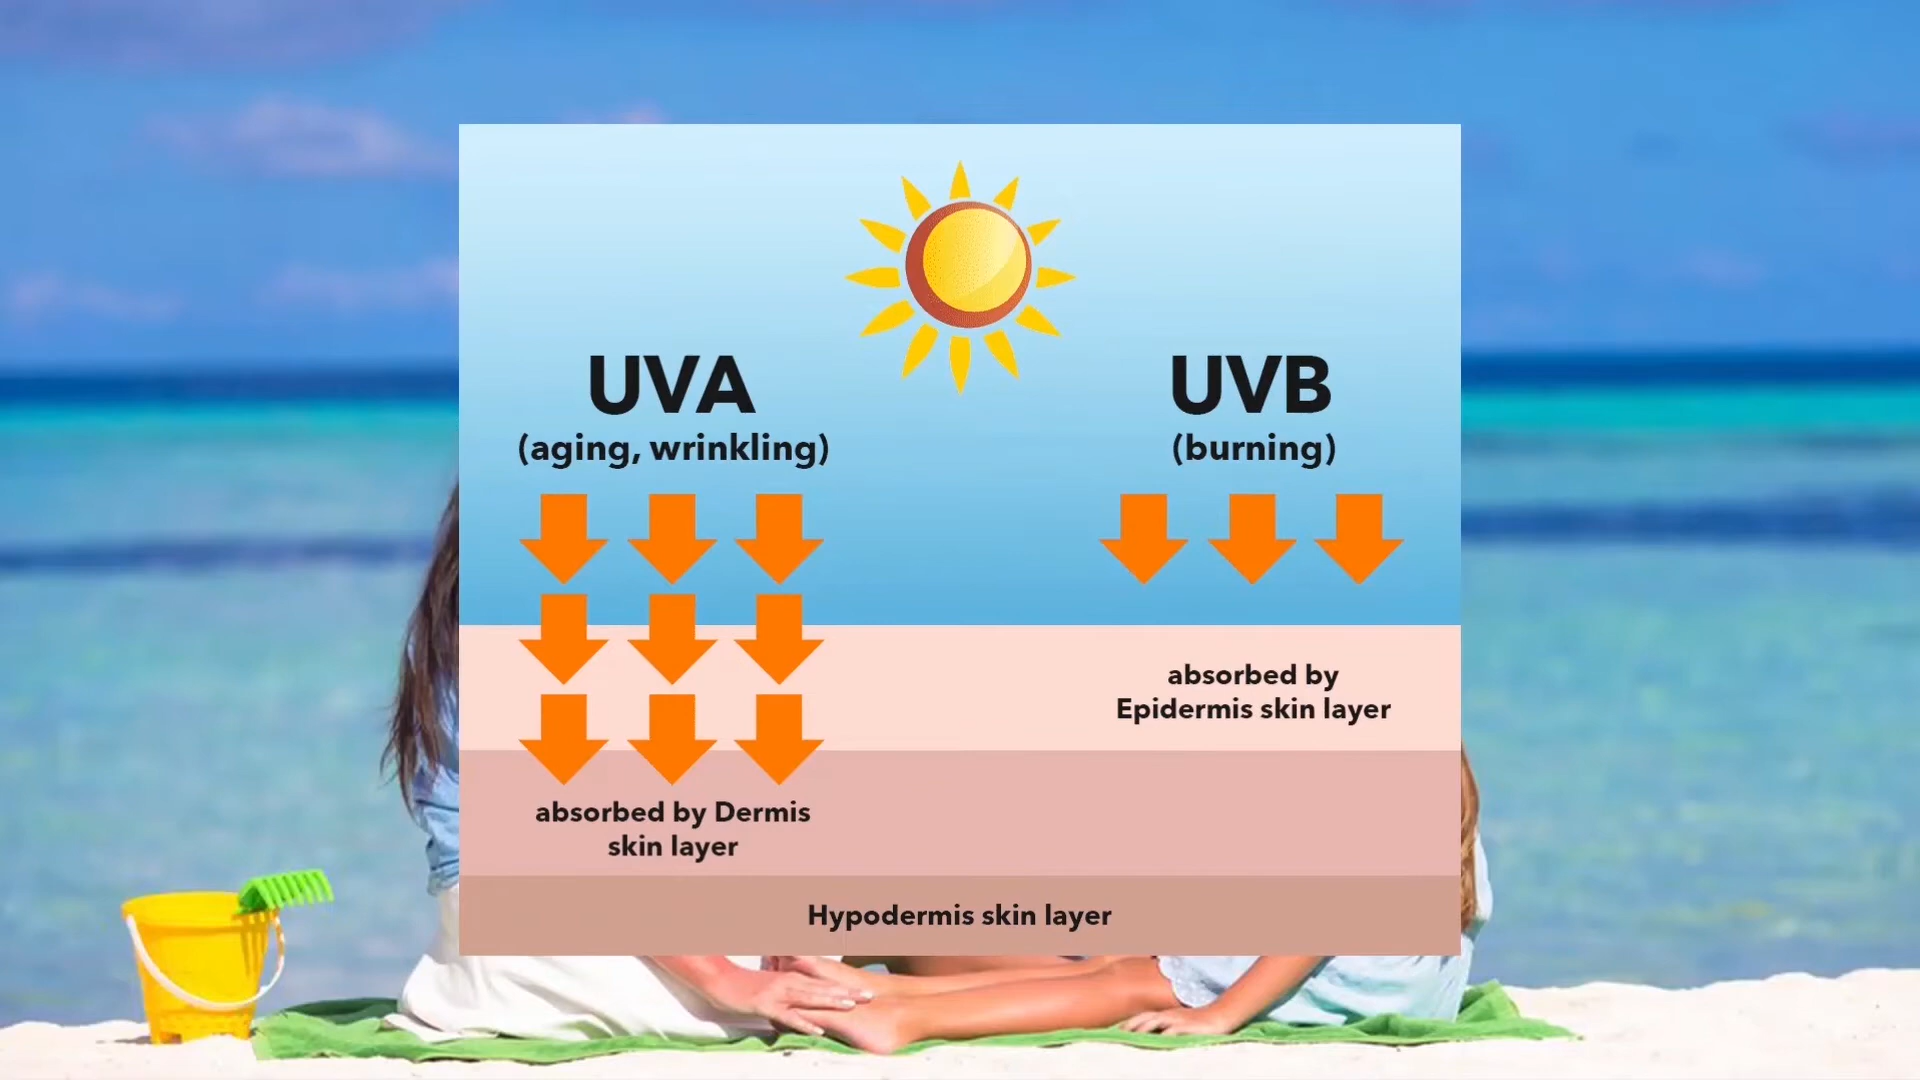 UVA
(aging, wrinkling)
UVB
(burning)
absorbed by
Epidermis skin layer
absorbed by Dermis
skin layer
Hypodermis skin layer